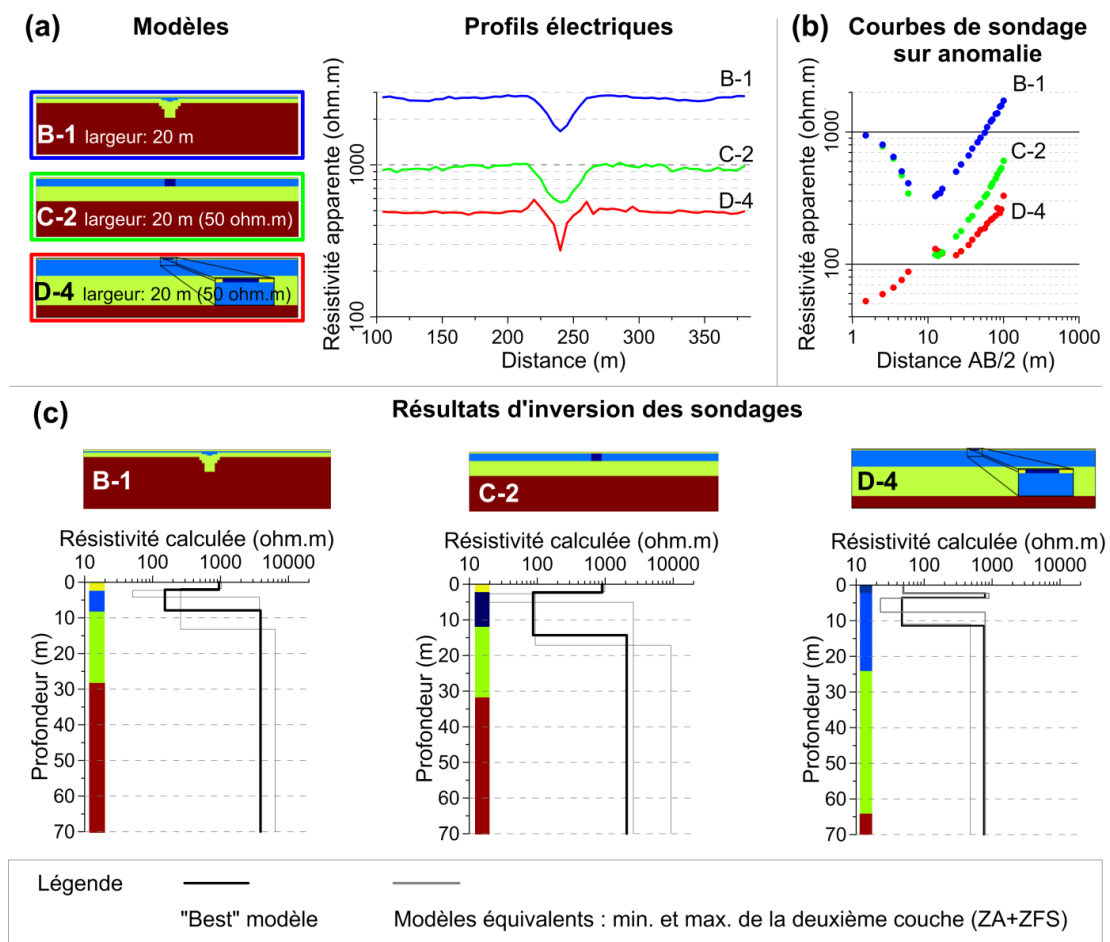 (a)
Modèles
B-1 largeur: 20 m
C-2 largeur: 20 m (50 ohm.m)
D-4 largeur: 20 m (50 ohm.m)
Profils électriques
Résistivité apparente (ohm.m)
1000
100
B-1
C-2
D-4
100 150 200 250 300 350
Distance (m)
(b)
Courbes de sondage
sur anomalie
1000
100
B-1
C-2
D-4
1 10 100 1000
Distance AB/2 (m)
(c)
Résultats d'inversion des sondages
B-1
Résistivité calculée (ohm.m)
10 100 1000 10000
Profondeur (m)
0
10
20
30
40
50
60
70
C-2
Résistivité calculée (ohm.m)
10 100 1000 10000
Profondeur (m)
0
10
20
30
40
50
60
70
D-4
Résistivité calculée (ohm.m)
10 100 1000 10000
Profondeur (m)
0
10
20
30
40
50
60
70
Légende
"Best" modèle
Modèles équivalents : min. et max. de la deuxième couche (ZA+ZFS)